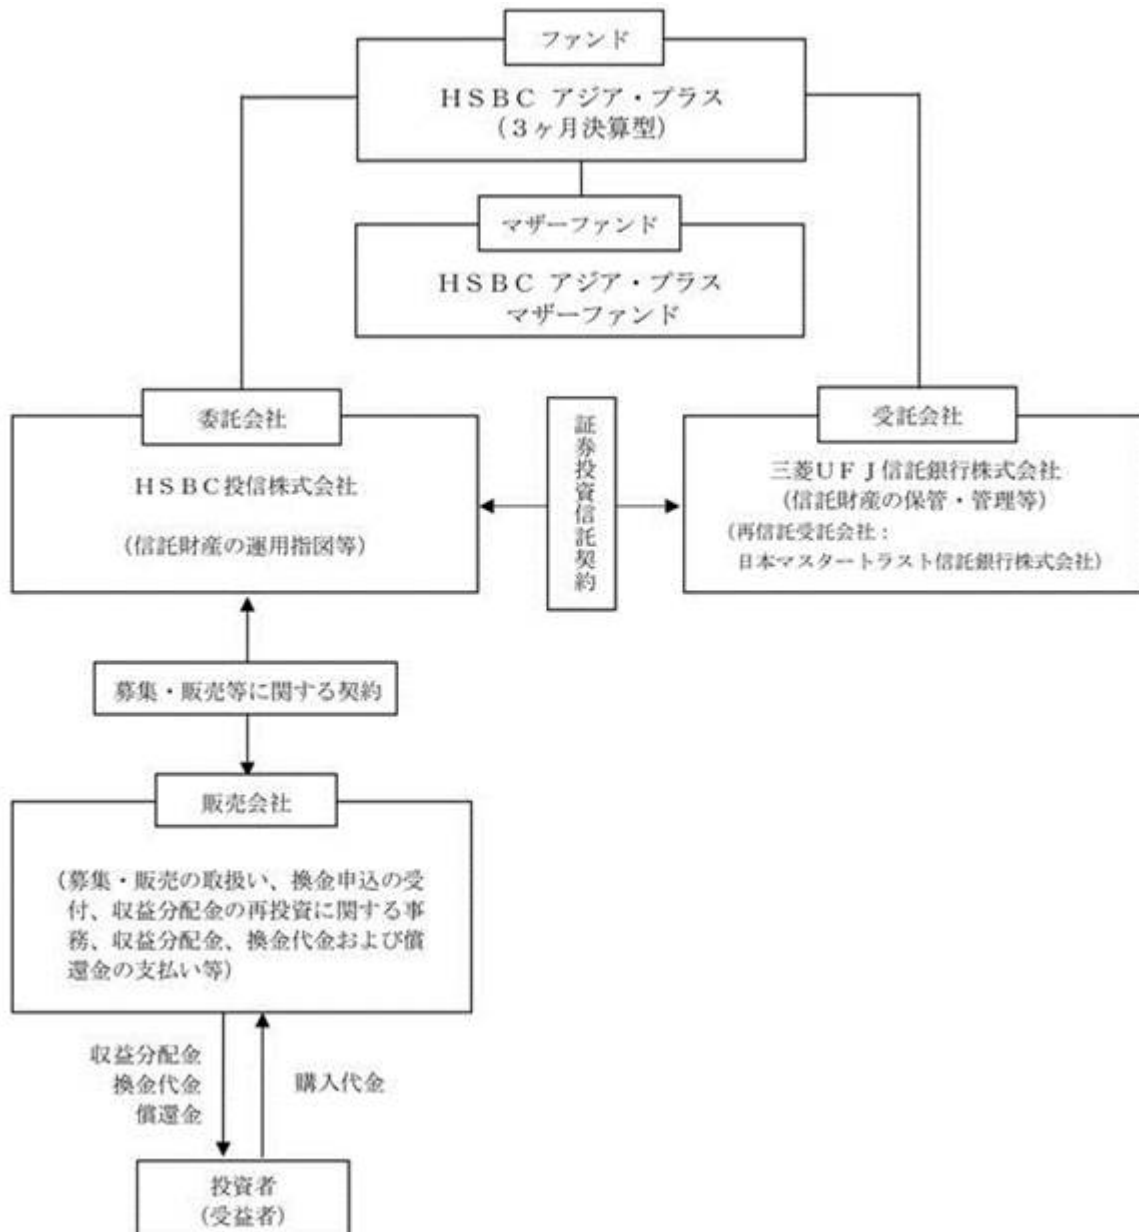 ファンド
HSBC アジア・プラス
(3ヶ月決算型)
マザーファンド
HSBC アジア・プラス
マザーファンド
委託会社
HSBC投信株式会社
(信託財産の運用指図等)
証券投資信託契約
受託会社
三菱UFJ信託銀行株式会社
(信託財産の保管・管理等)
(再信託受託会社:
日本マスタートラスト信託銀行株式会社)
募集・販売等に関する契約
販売会社
(募集・販売の取扱い、換金申込の受
付、収益分配金の再投資に関する事
務、収益分配金、換金代金および償
還金の支払い等)
収益分配金
換金代金
償還金
購入代金
投資者
(受益者)